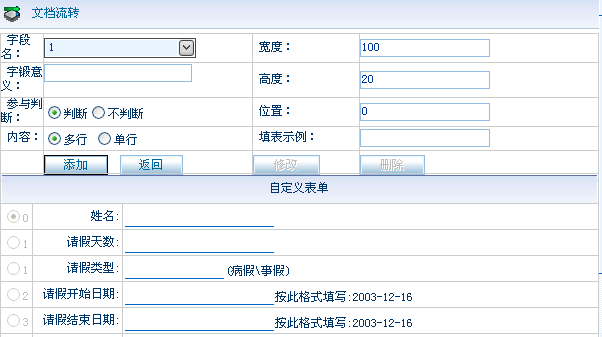 文档流转
字段名： 1 宽度： 100
字锻意义： 高度： 20
参与判断： 判断 不判断 位置： 0
内容： 多行 单行 填表示例：
添加 返回 修改 删除
自定义表单
0 姓名:
1 请假天数:
1 请假类型: (病假\事假)
2 请假开始日期: 按此格式填写:2003-12-16
3 请假结束日期: 按此格式填写:2003-12-16